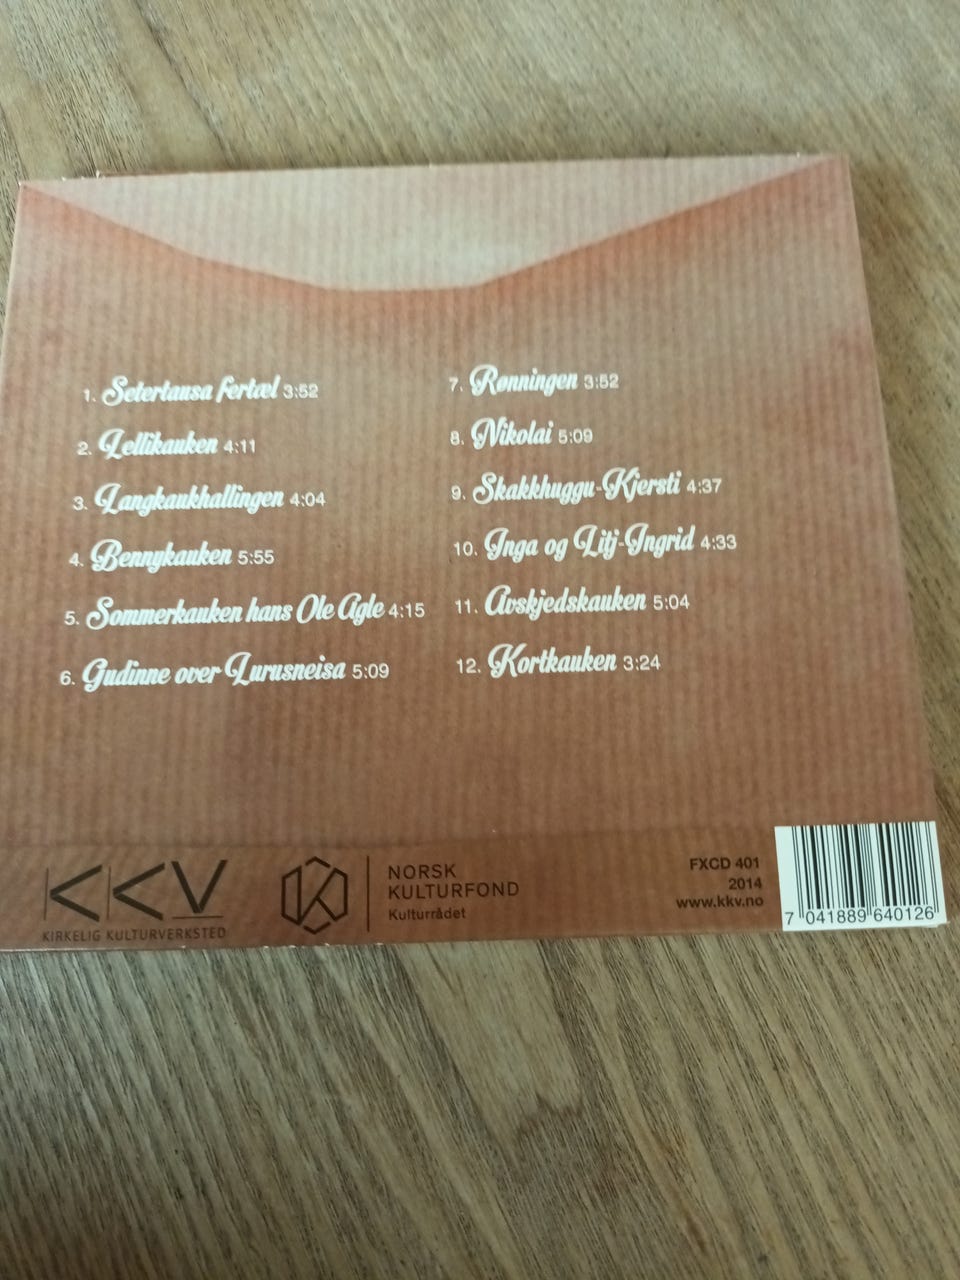 1. Setertausa fertæl 3:52
2. Lellikauken 4:11
3. Langkaukhallingen 4:04
4. Bennykauken 5:55
5. Sommerkauken hans Ole Agle 4:15
6. Gudinne over Lurusneisa 5:09
7. Rønningen 3:52
8. Nikolai 5:09
9. Skakkhuggu-Kjersti 4:37
10. Inga og Litj-Ingrid 4:33
11. Avskjedskauken 5:04
12. Kortkauken 3:24
KKV
KIRKELIG KULTURVERKSTED
NORSK
KULTURFOND
Kulturrådet
FXCD 401
2014
www.kkv.no
7 041889 640126